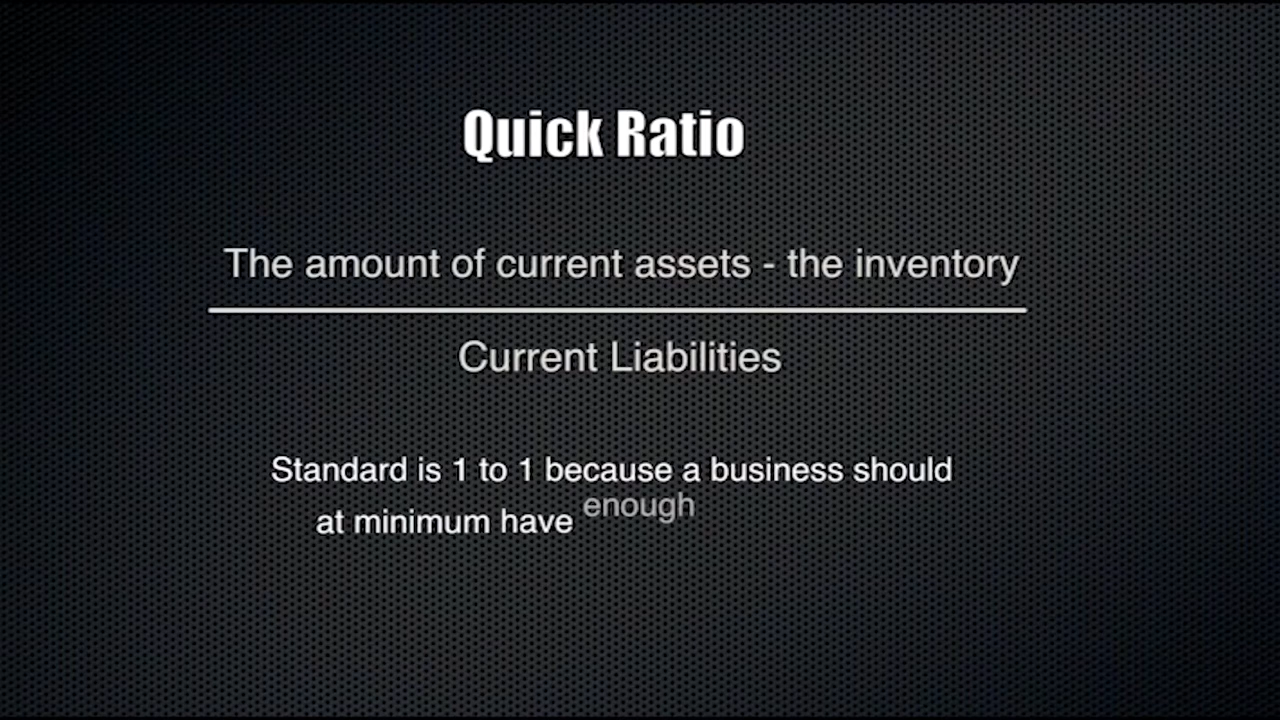 Quick Ratio
The amount of current assets - the inventory
Current Liabilities
Standard is 1 to 1 because a business should
at minimum have enough